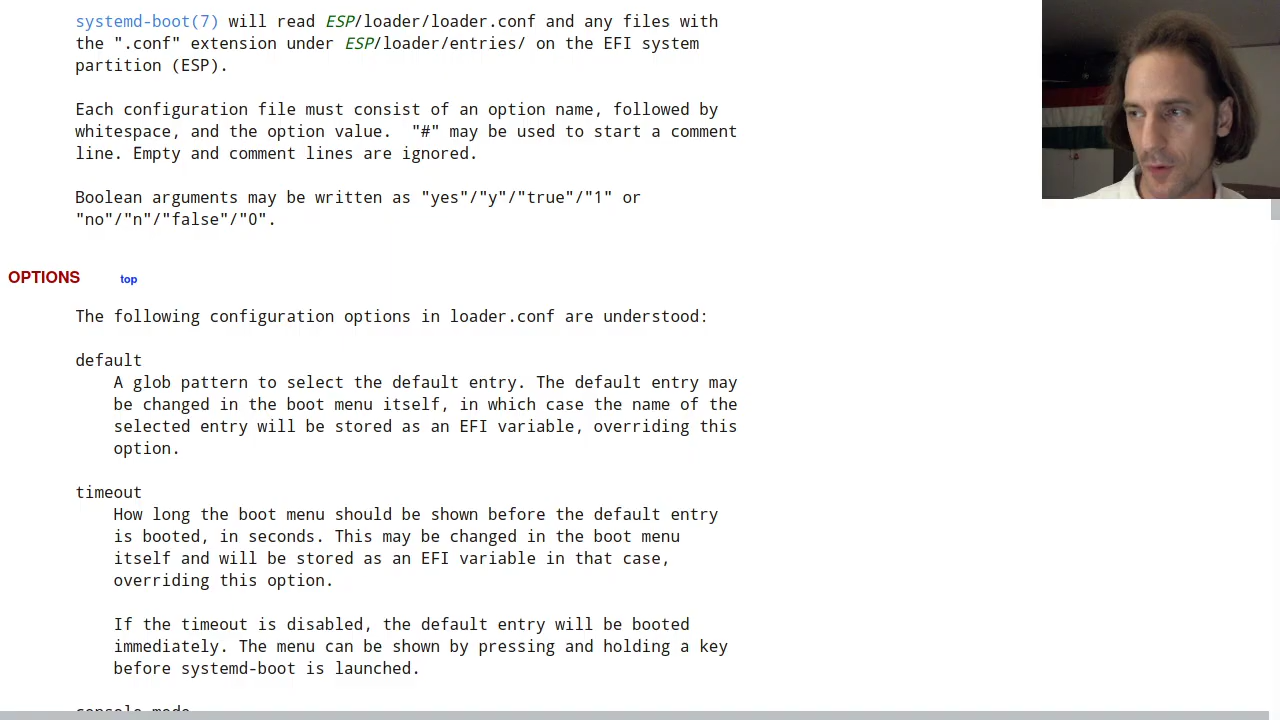 systemd-boot(7) will read ESP/loader/loader.conf and any files with
the ".conf" extension under ESP/loader/entries/ on the EFI system
partition (ESP).
Each configuration file must consist of an option name, followed by
whitespace, and the option value.  "#" may be used to start a comment
line. Empty and comment lines are ignored.
Boolean arguments may be written as "yes"/"y"/"true"/"1" or
"no"/"n"/"false"/"0".
OPTIONS top
The following configuration options in loader.conf are understood:
default
A glob pattern to select the default entry. The default entry may
be changed in the boot menu itself, in which case the name of the
selected entry will be stored as an EFI variable, overriding this
option.
timeout
How long the boot menu should be shown before the default entry
is booted, in seconds. This may be changed in the boot menu
itself and will be stored as an EFI variable in that case,
overriding this option.
If the timeout is disabled, the default entry will be booted
immediately. The menu can be shown by pressing and holding a key
before systemd-boot is launched.
console-mode